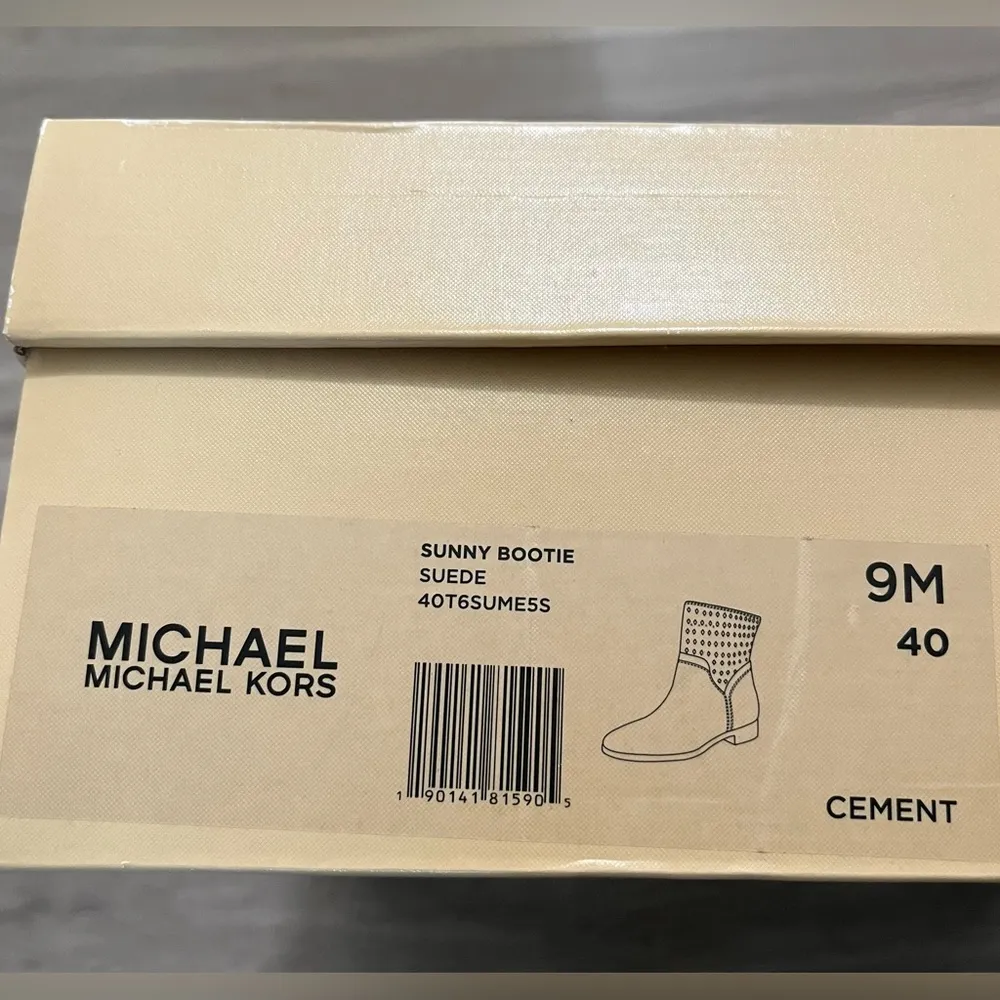 SUNNY BOOTIE
SUEDE
40T6SUME5S
9M
40
MICHAEL
MICHAEL KORS
1 90141 81590 5
CEMENT